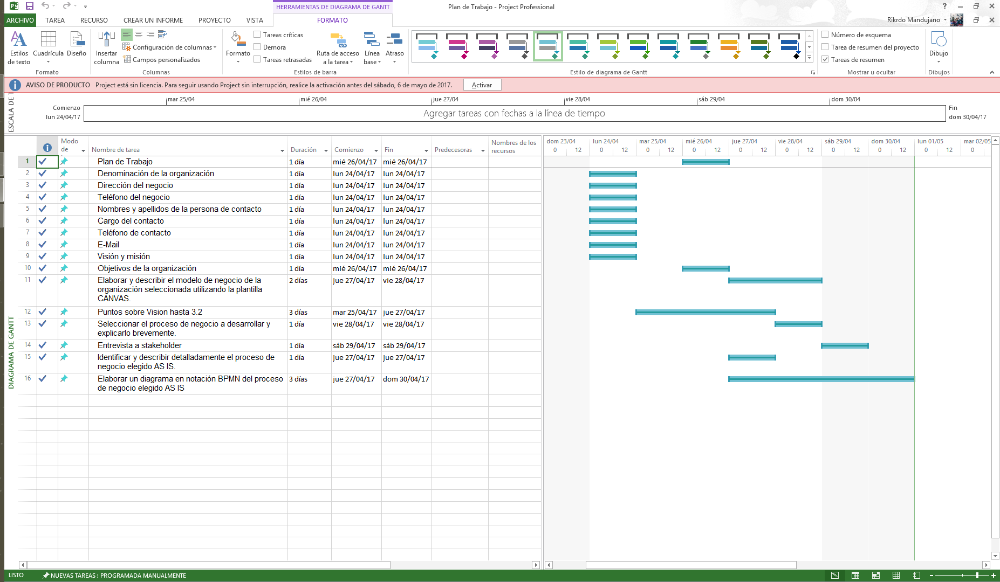 HERRAMIENTAS DE DIAGRAMA DE GANTT
Plan de Trabajo - Project Professional
ARCHIVO TAREA RECURSO CREAR UN INFORME PROYECTO VISTA FORMATO
Rikrdo Mandujano
Estilos de texto
Cuadrícula
Diseño
Formato
Insertar columna
Configuración de columnas
Campos personalizados
Columnas
Formato
Tareas críticas
Demora
Tareas retrasadas
Ruta de acceso a la tarea
Línea base
Atraso
Estilos de barra
Estilo de diagrama de Gantt
Número de esquema
Tarea de resumen del proyecto
Tareas de resumen
Mostrar u ocultar
Dibujo
Dibujos
AVISO DE PRODUCTO Project está sin licencia. Para seguir usando Project sin interrupción, realice la activación antes del sábado, 6 de mayo de 2017. Activar
ESCALA DE T
mar 25/04 mié 26/04 jue 27/04 vie 28/04 sáb 29/04 dom 30/04
Comienzo
lun 24/04/17
Agregar tareas con fechas a la línea de tiempo
Fin
dom 30/04/17
DIAGRAMA DE GANTT
Modo de Nombre de tarea Duración Comienzo Fin Predecesoras Nombres de los recursos
dom 23/04 lun 24/04 mar 25/04 mié 26/04 jue 27/04 vie 28/04 sáb 29/04 dom 30/04 lun 01/05 mar 02/05
0 12 0 12 0 12 0 12 0 12 0 12 0 12 0 12 0 12 0
1 Plan de Trabajo 1 día mié 26/04/17 mié 26/04/17
2 Denominación de la organización 1 día lun 24/04/17 lun 24/04/17
3 Dirección del negocio 1 día lun 24/04/17 lun 24/04/17
4 Teléfono del negocio 1 día lun 24/04/17 lun 24/04/17
5 Nombres y apellidos de la persona de contacto 1 día lun 24/04/17 lun 24/04/17
6 Cargo del contacto 1 día lun 24/04/17 lun 24/04/17
7 Teléfono de contacto 1 día lun 24/04/17 lun 24/04/17
8 E-Mail 1 día lun 24/04/17 lun 24/04/17
9 Visión y misión 1 día lun 24/04/17 lun 24/04/17
10 Objetivos de la organización 1 día mié 26/04/17 mié 26/04/17
11 Elaborar y describir el modelo de negocio de la 2 días jue 27/04/17 vie 28/04/17
organización seleccionada utilizando la plantilla
CANVAS.
12 Puntos sobre Vision hasta 3.2 3 días mar 25/04/17 jue 27/04/17
13 Seleccionar el proceso de negocio a desarrollar y 1 día vie 28/04/17 vie 28/04/17
explicarlo brevemente.
14 Entrevista a stakeholder 1 día sáb 29/04/17 sáb 29/04/17
15 Identificar y describir detalladamente el proceso de 1 día jue 27/04/17 jue 27/04/17
negocio elegido AS IS.
16 Elaborar un diagrama en notación BPMN del proceso 3 días jue 27/04/17 dom 30/04/17
de negocio elegido AS IS
LISTO NUEVAS TAREAS : PROGRAMADA MANUALMENTE